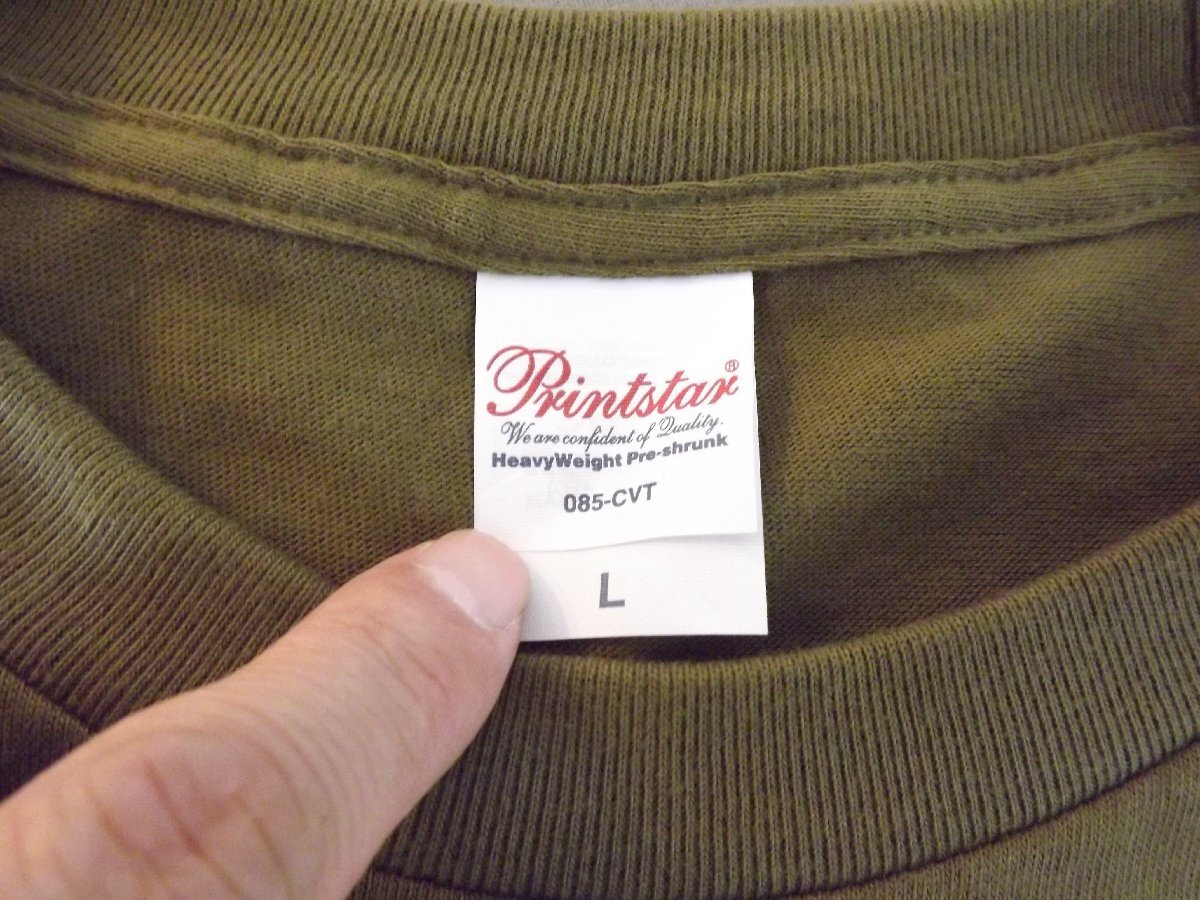 Printstar®
We are confident of Quality.
HeavyWeight Pre-shrunk
085-CVT
L